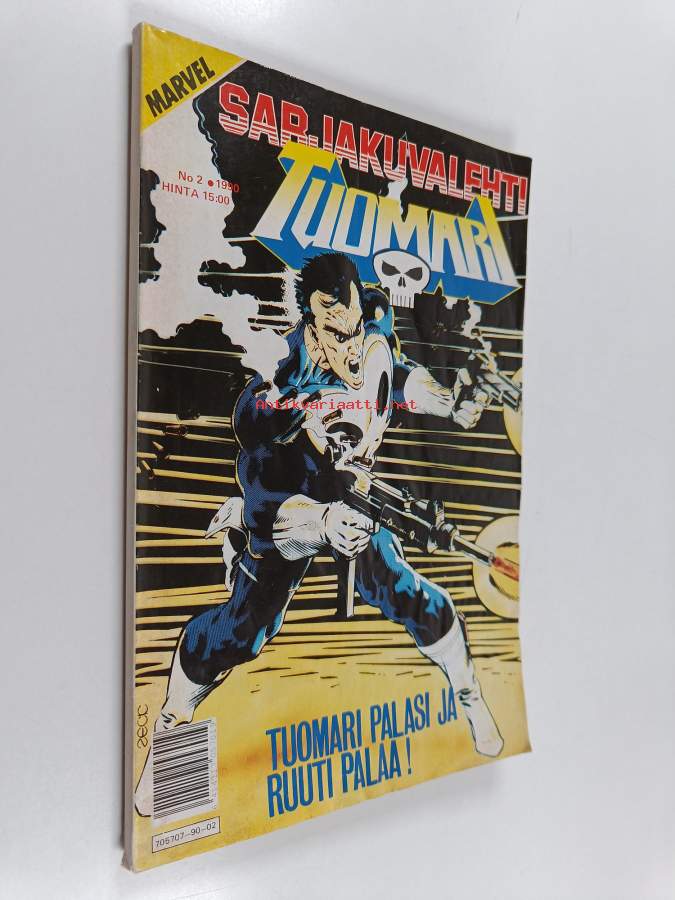 MARVEL
SARJAKUVALEHTI
No 2 • 1990
HINTA 15:00
TUOMARI
Antikvariaatti.net
TUOMARI PALASI JA
RUUTI PALAA!
705707-90-02